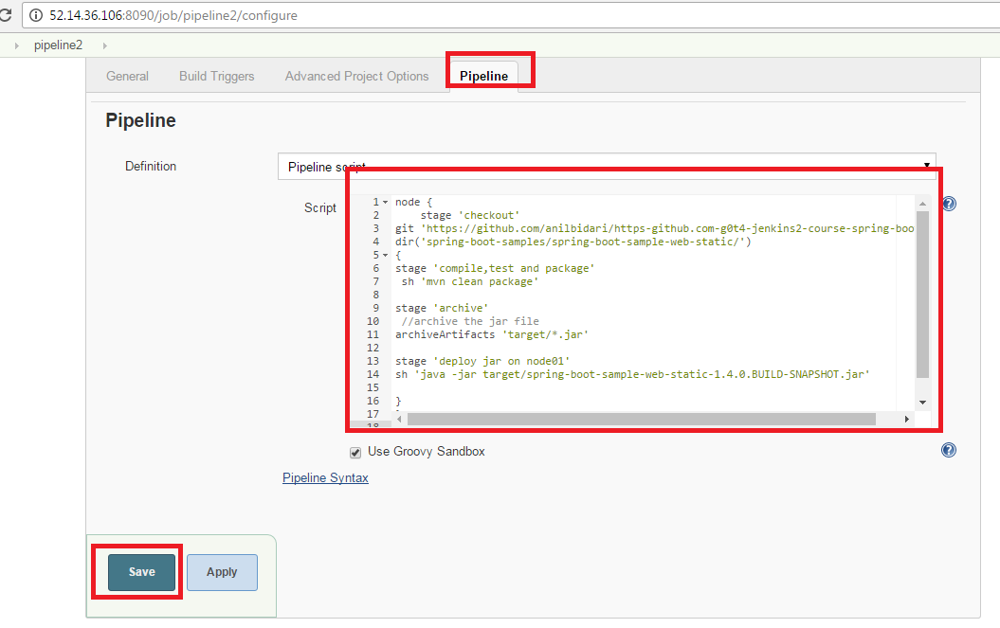 52.14.36.106:8090/job/pipeline2/configure
pipeline2
General Build Triggers Advanced Project Options Pipeline
Pipeline
Definition Pipeline script
Script
1 node {
2 stage 'checkout'
3 git 'https://github.com/anilbidari/https-github.com-g0t4-jenkins2-course-spring-boo
4 dir('spring-boot-samples/spring-boot-sample-web-static/')
5 {
6 stage 'compile,test and package'
7 sh 'mvn clean package'
8
9 stage 'archive'
10 //archive the jar file
11 archiveArtifacts 'target/*.jar'
12
13 stage 'deploy jar on node01'
14 sh 'java -jar target/spring-boot-sample-web-static-1.4.0.BUILD-SNAPSHOT.jar'
15
16 }
17
18
Use Groovy Sandbox
Pipeline Syntax
Save Apply